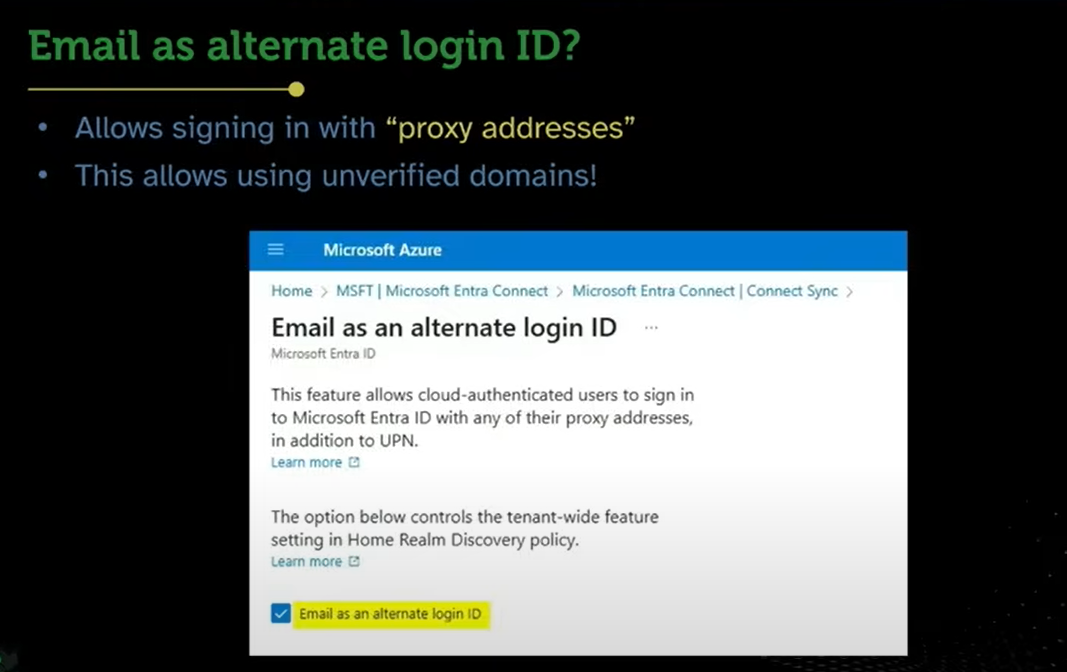 Email as alternate login ID?
• Allows signing in with “proxy addresses”
• This allows using unverified domains!
Microsoft Azure
Home > MSFT | Microsoft Entra Connect > Microsoft Entra Connect | Connect Sync >
Email as an alternate login ID ...
Microsoft Entra ID
This feature allows cloud-authenticated users to sign in
to Microsoft Entra ID with any of their proxy addresses,
in addition to UPN.
Learn more
The option below controls the tenant-wide feature
setting in Home Realm Discovery policy.
Learn more
Email as an alternate login ID